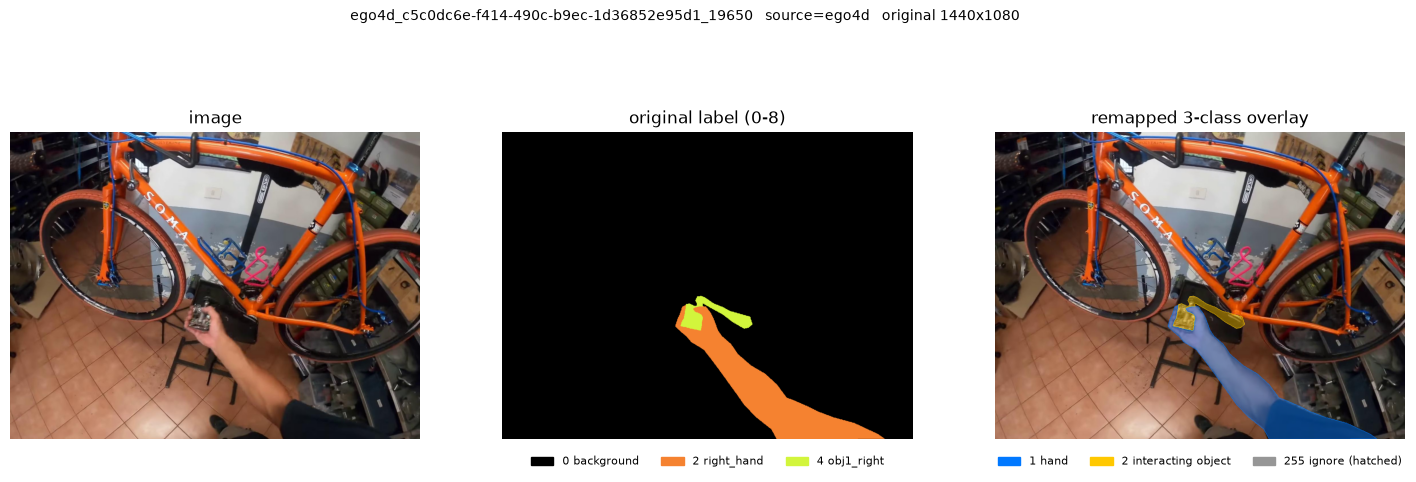 ego4d_c5c0dc6e-f414-490c-b9ec-1d36852e95d1_19650 source=ego4d original 1440x1080
image
original label (0-8)
remapped 3-class overlay
SOMA
SOMA
0 background
2 right_hand
4 obj1_right
1 hand
2 interacting object
255 ignore (hatched)